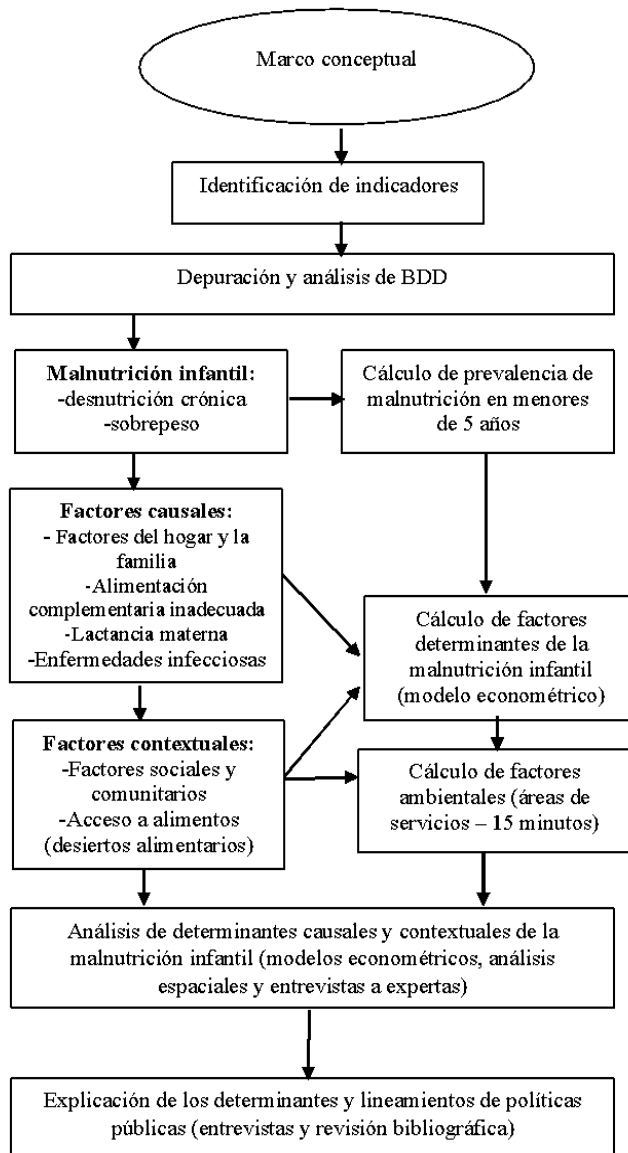 Marco conceptual
Identificación de indicadores
Depuración y análisis de BDD
Malnutrición infantil:
-desnutrición crónica
-sobrepeso
Cálculo de prevalencia de
malnutrición en menores
de 5 años
Factores causales:
- Factores del hogar y la
familia
-Alimentación
complementaria inadecuada
-Lactancia materna
-Enfermedades infecciosas
Cálculo de factores
determinantes de la
malnutrición infantil
(modelo econométrico)
Factores contextuales:
-Factores sociales y
comunitarios
-Acceso a alimentos
(desiertos alimentarios)
Cálculo de factores
ambientales (áreas de
servicios – 15 minutos)
Análisis de determinantes causales y contextuales de la
malnutrición infantil (modelos econométricos, análisis
espaciales y entrevistas a expertas)
Explicación de los determinantes y lineamientos de políticas
públicas (entrevistas y revisión bibliográfica)